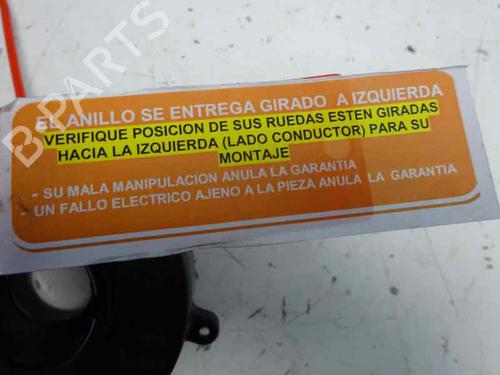 B-PARTS
EL ANILLO SE ENTREGA GIRADO A IZQUIERDA
VERIFIQUE POSICION DE SUS RUEDAS ESTEN GIRADAS
HACIA LA IZQUIERDA (LADO CONDUCTOR) PARA SU
MONTAJE
- SU MALA MANIPULACION ANULA LA GARANTIA
- UN FALLO ELECTRICO AJENO A LA PIEZA ANULA LA GARANTIA